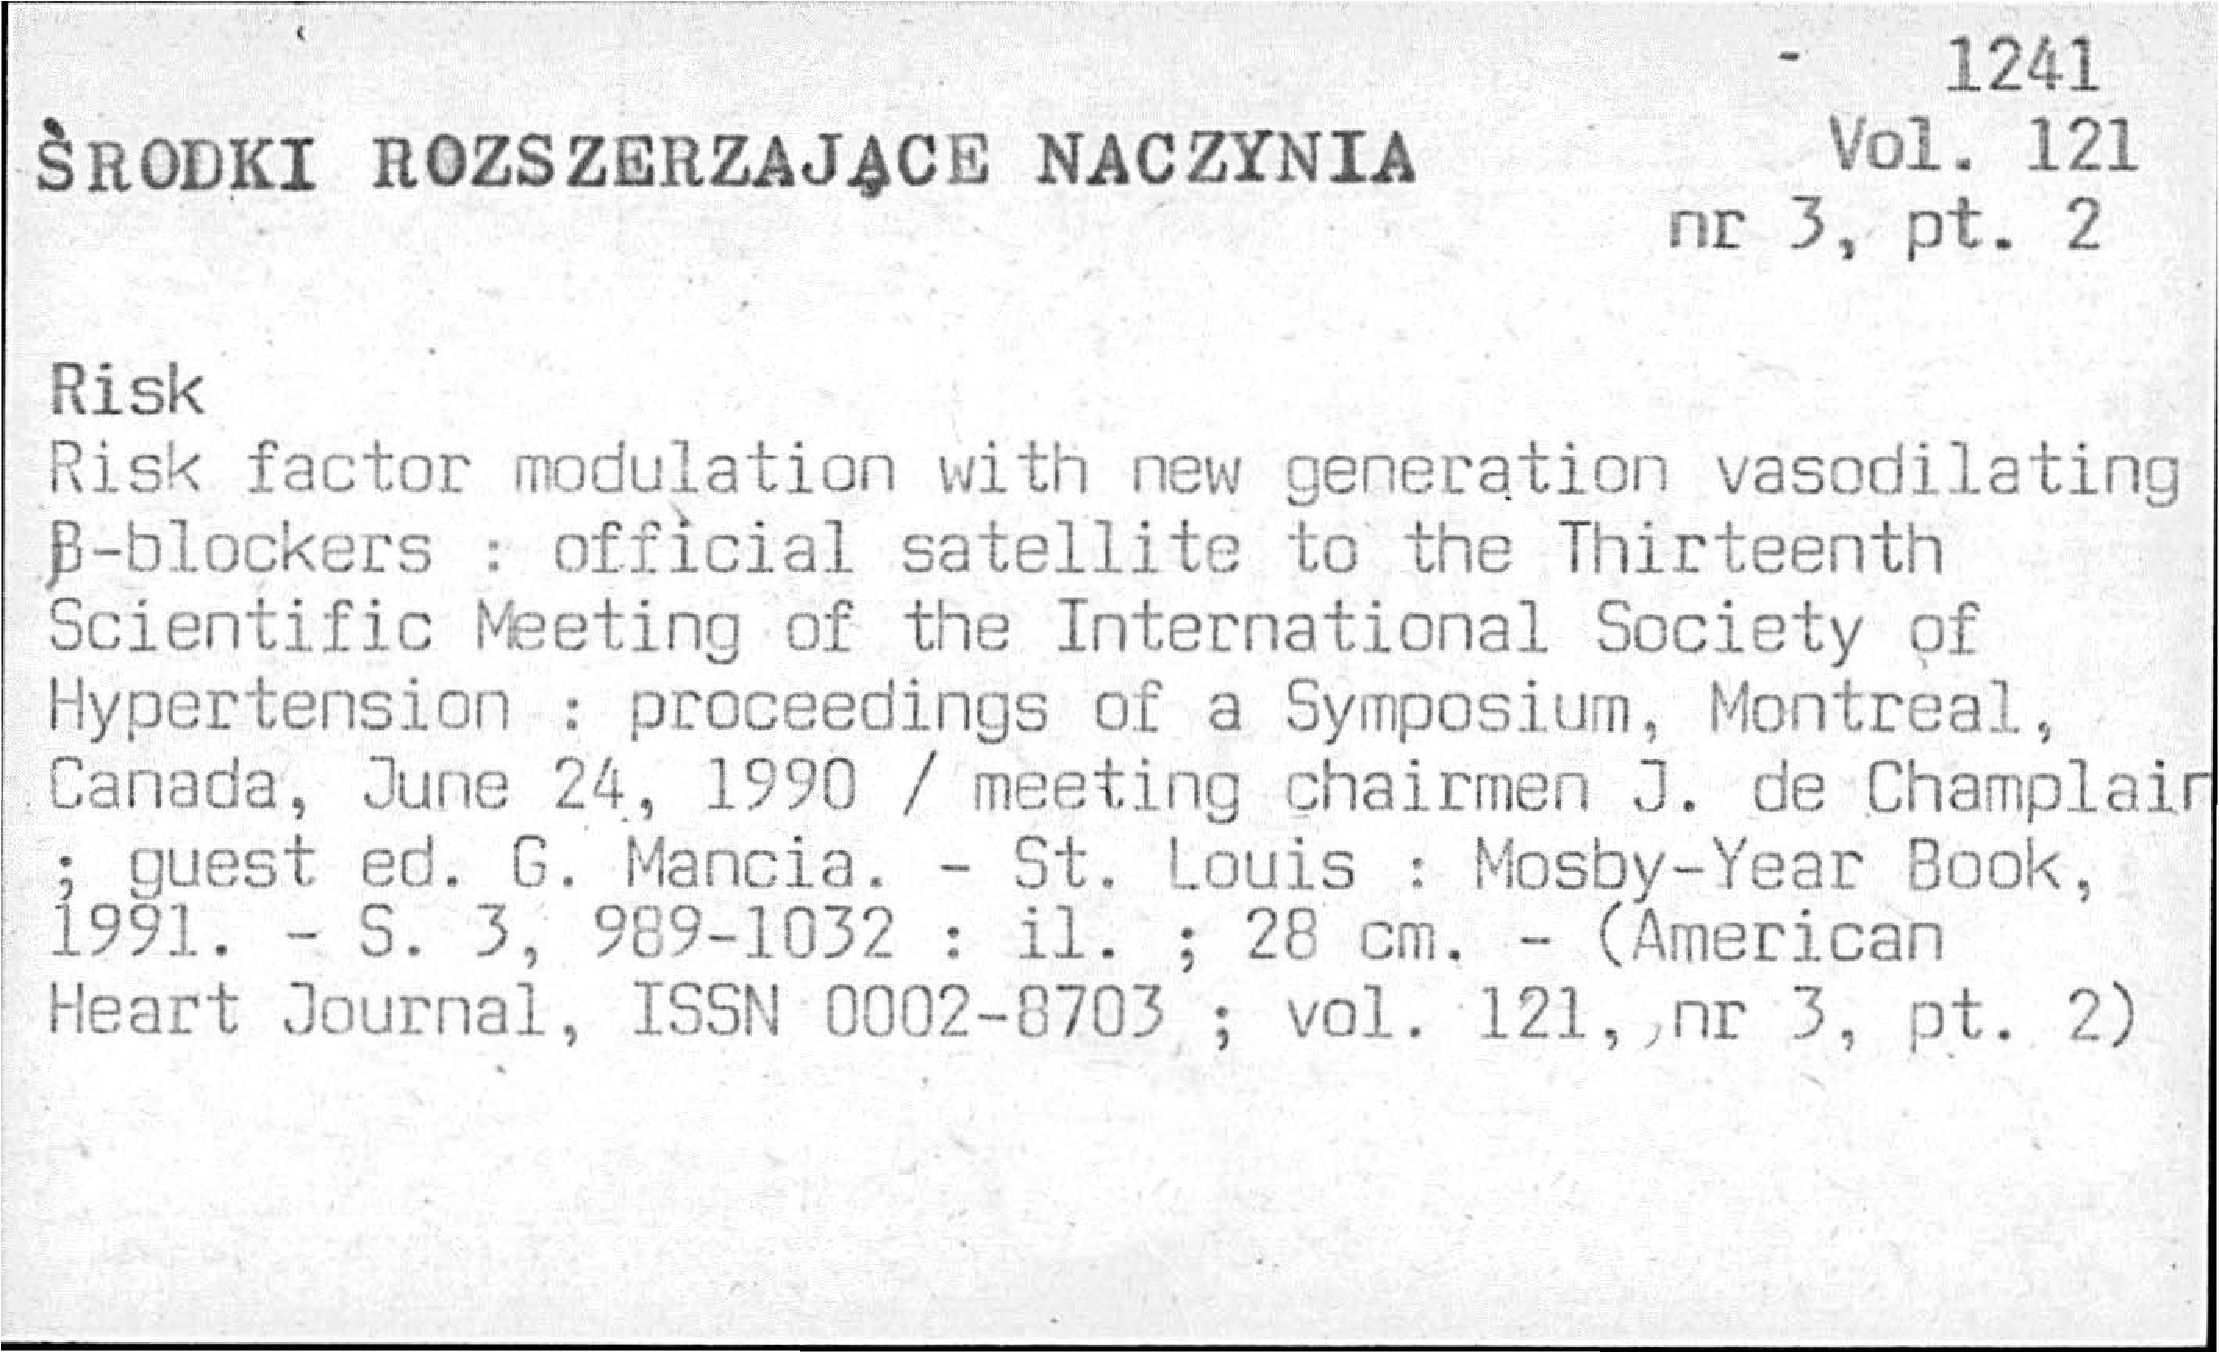 - 1241
ŚRODKI ROZSZERZAJĄCE NACZYNIA
Vol. 121
nr 3, pt. 2
Risk
Risk factor modulation with new generation vasodilating
β-blockers : official satellite to the Thirteenth
Scientific Meeting of the International Society of
Hypertension : proceedings of a Symposium, Montreal,
Canada, June 24, 1990 / meeting chairmen J. de Champlain
; guest ed. G. Mancia. - St. Louis : Mosby-Year Book,
1991. - S. 3, 989-1032 : il. ; 28 cm. - (American
Heart Journal, ISSN 0002-8703 ; vol. 121, nr 3, pt. 2)